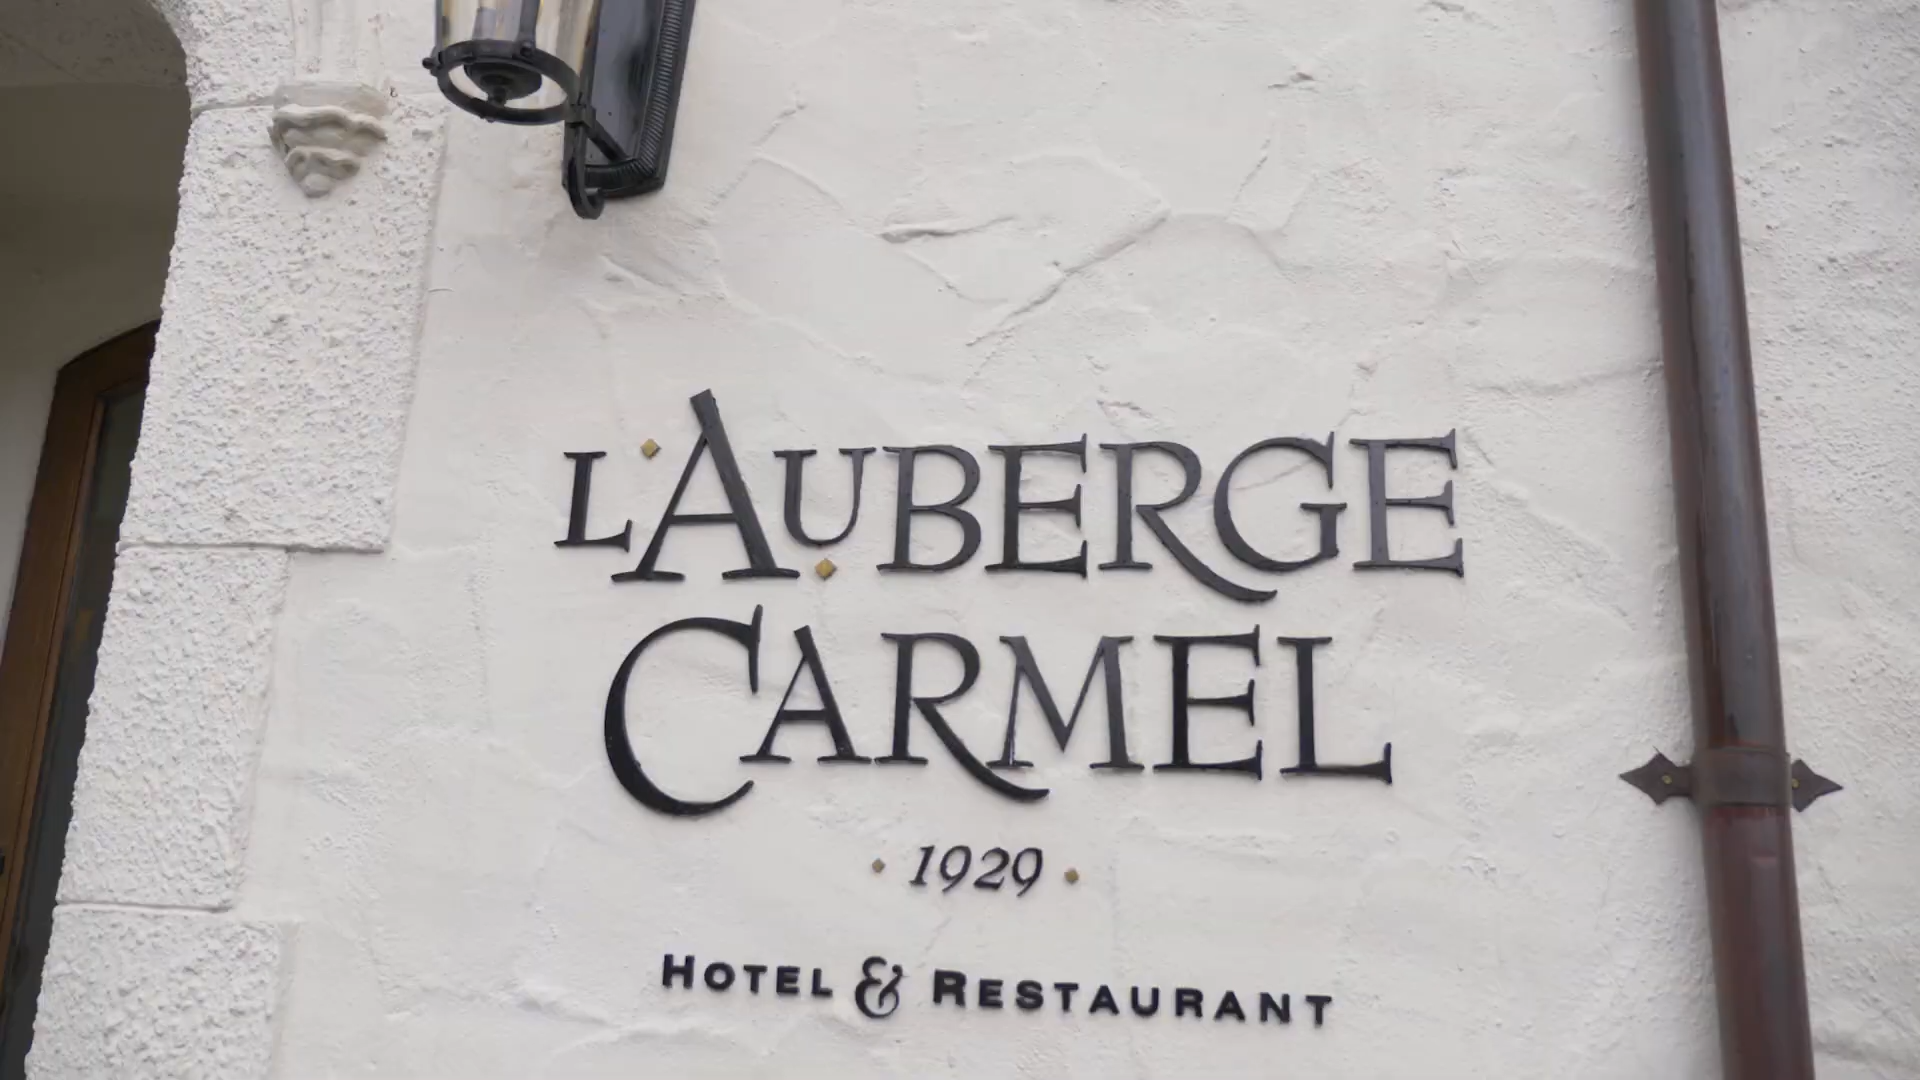 L'AUBERGE
CARMEL
· 1929 ·
HOTEL & RESTAURANT